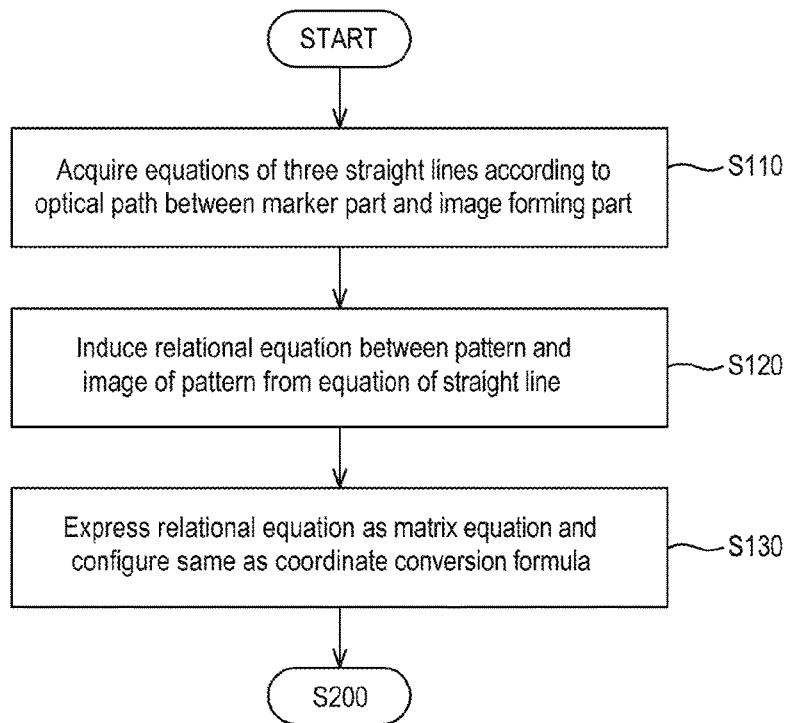 START
Acquire equations of three straight lines according to
optical path between marker part and image forming part
S110
Induce relational equation between pattern and
image of pattern from equation of straight line
S120
Express relational equation as matrix equation and
configure same as coordinate conversion formula
S130
S200